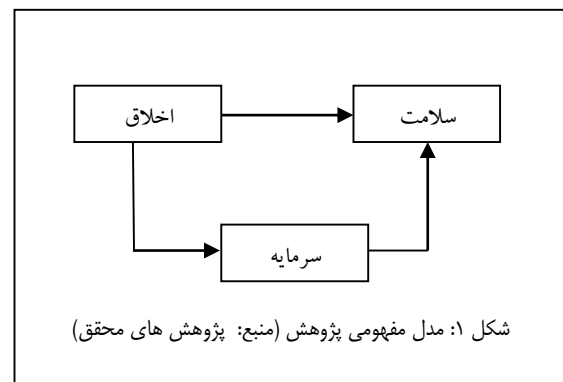 اخلاق
سلامت
سرمایه
شکل ۱: مدل مفهومی پژوهش (منبع: پژوهش های محقق)